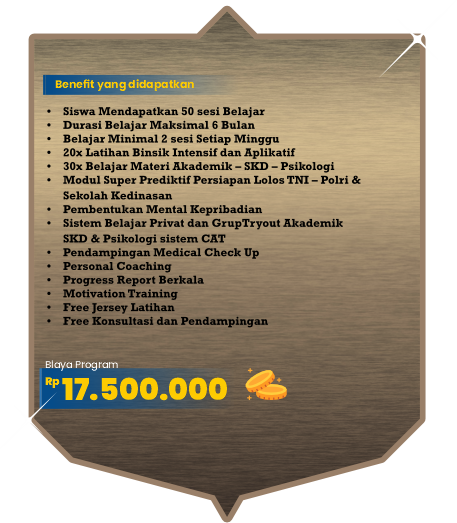 Benefit yang didapatkan
• Siswa Mendapatkan 50 sesi Belajar
• Durasi Belajar Maksimal 6 Bulan
• Belajar Minimal 2 sesi Setiap Minggu
• 20x Latihan Binsik Intensif dan Aplikatif
• 30x Belajar Materi Akademik – SKD – Psikologi
• Modul Super Prediktif Persiapan Lolos TNI – Polri &
Sekolah Kedinasan
• Pembentukan Mental Kepribadian
• Sistem Belajar Privat dan GrupTryout Akademik
SKD & Psikologi sistem CAT
• Pendampingan Medical Check Up
• Personal Coaching
• Progress Report Berkala
• Motivation Training
• Free Jersey Latihan
• Free Konsultasi dan Pendampingan
Biaya Program
Rp 17.500.000